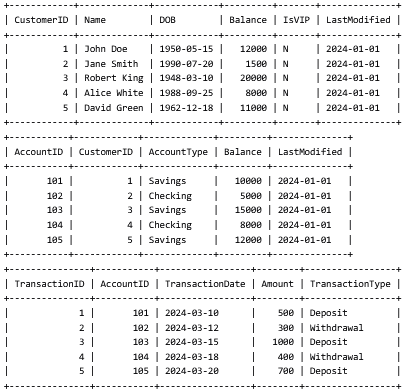 +------------+-------------+------------+---------+-------+--------------+
| CustomerID | Name        | DOB        | Balance | IsVIP | LastModified |
+------------+-------------+------------+---------+-------+--------------+
|          1 | John Doe    | 1950-05-15 |   12000 | N     | 2024-01-01   |
|          2 | Jane Smith  | 1990-07-20 |    1500 | N     | 2024-01-01   |
|          3 | Robert King | 1948-03-10 |   20000 | N     | 2024-01-01   |
|          4 | Alice White | 1988-09-25 |    8000 | N     | 2024-01-01   |
|          5 | David Green | 1962-12-18 |   11000 | N     | 2024-01-01   |
+------------+-------------+------------+---------+-------+--------------+
+-----------+------------+-------------+---------+--------------+
| AccountID | CustomerID | AccountType | Balance | LastModified |
+-----------+------------+-------------+---------+--------------+
|       101 |          1 | Savings     |   10000 | 2024-01-01   |
|       102 |          2 | Checking    |    5000 | 2024-01-01   |
|       103 |          3 | Savings     |   15000 | 2024-01-01   |
|       104 |          4 | Checking    |    8000 | 2024-01-01   |
|       105 |          5 | Savings     |   12000 | 2024-01-01   |
+-----------+------------+-------------+---------+--------------+
+---------------+-----------+-----------------+--------+-----------------+
| TransactionID | AccountID | TransactionDate | Amount | TransactionType |
+---------------+-----------+-----------------+--------+-----------------+
|             1 |       101 | 2024-03-10      |    500 | Deposit         |
|             2 |       102 | 2024-03-12      |    300 | Withdrawal      |
|             3 |       103 | 2024-03-15      |   1000 | Deposit         |
|             4 |       104 | 2024-03-18      |    400 | Withdrawal      |
|             5 |       105 | 2024-03-20      |    700 | Deposit         |
+---------------+-----------+-----------------+--------+-----------------+